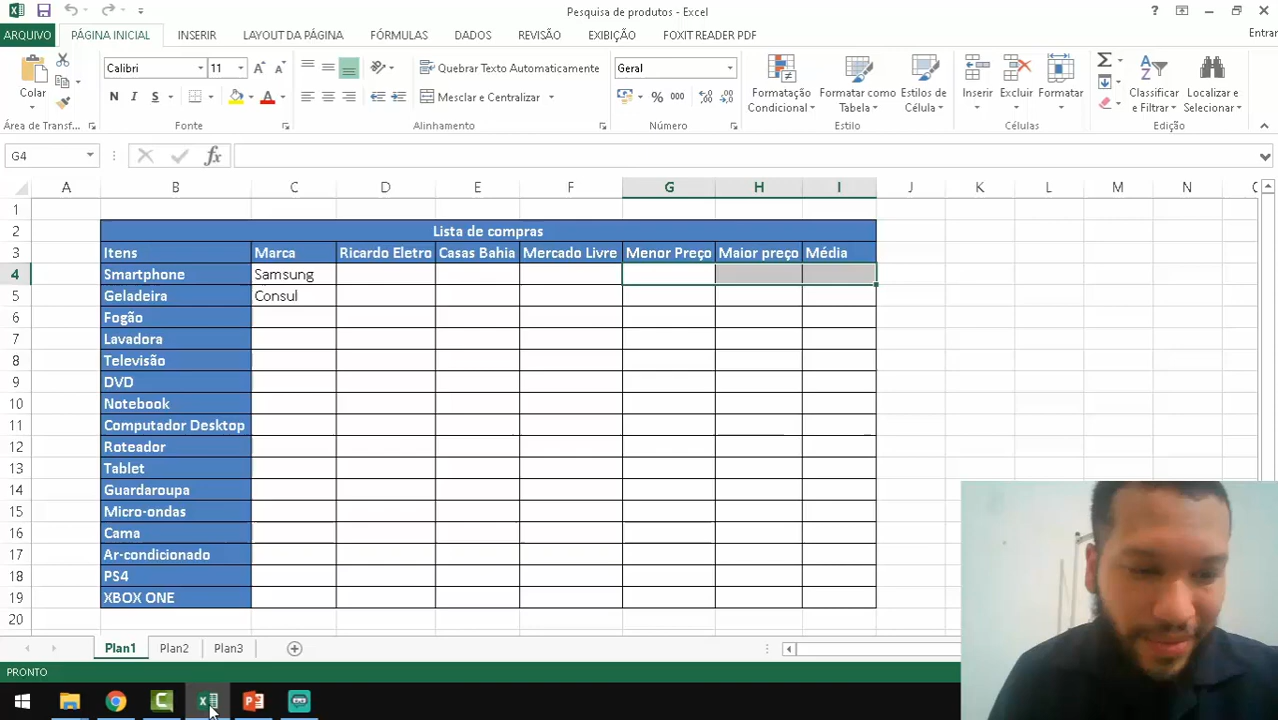 Pesquisa de produtos - Excel
?
ARQUIVO PÁGINA INICIAL INSERIR LAYOUT DA PÁGINA FÓRMULAS DADOS REVISÃO EXIBIÇÃO FOXIT READER PDF Entrar
Calibri 11 Quebrar Texto Automaticamente Geral
Colar N I S A Mesclar e Centralizar % 000 Formatação Condicional Formatar como Tabela Estilos de Célula Inserir Excluir Formatar Classificar e Filtrar Localizar e Selecionar
Área de Transf... Fonte Alinhamento Número Estilo Células Edição
G4 fx
A B C D E F G H I J K L M N
1
2 Lista de compras
3 Itens Marca Ricardo Eletro Casas Bahia Mercado Livre Menor Preço Maior preço Média
4 Smartphone Samsung
5 Geladeira Consul
6 Fogão
7 Lavadora
8 Televisão
9 DVD
10 Notebook
11 Computador Desktop
12 Roteador
13 Tablet
14 Guardaroupa
15 Micro-ondas
16 Cama
17 Ar-condicionado
18 PS4
19 XBOX ONE
20
Plan1 Plan2 Plan3
PRONTO